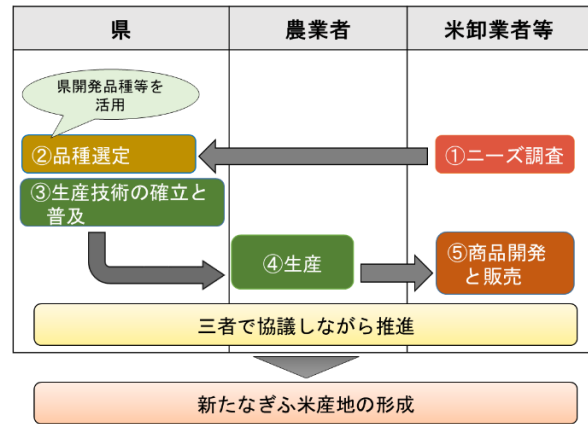 県
農業者
米卸業者等
県開発品種等を
活用
②品種選定
①ニーズ調査
③生産技術の確立と
普及
④生産
⑤商品開発
と販売
三者で協議しながら推進
新たなぎふ米産地の形成